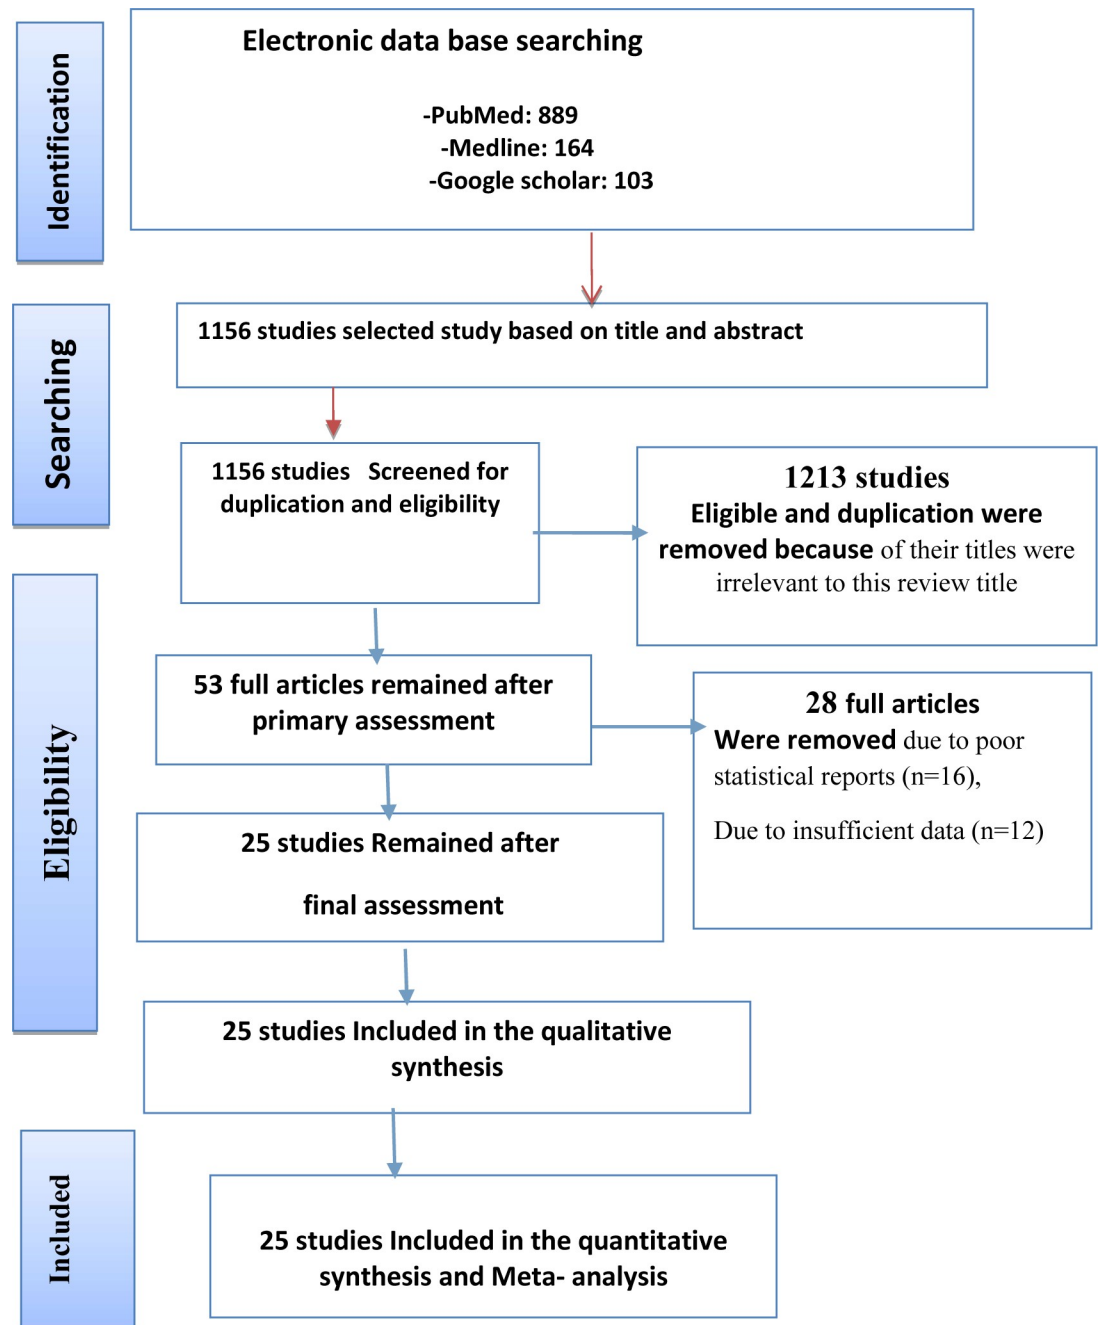 Identification
Electronic data base searching
-PubMed: 889
-Medline: 164
-Google scholar: 103
Searching
1156 studies selected study based on title and abstract
1156 studies Screened for
duplication and eligibility
1213 studies
Eligible and duplication were
removed because of their titles were
irrelevant to this review title
Eligibility
53 full articles remained after
primary assessment
28 full articles
Were removed due to poor
statistical reports (n=16),
Due to insufficient data (n=12)
25 studies Remained after
final assessment
25 studies Included in the qualitative
synthesis
Included
25 studies Included in the quantitative
synthesis and Meta- analysis